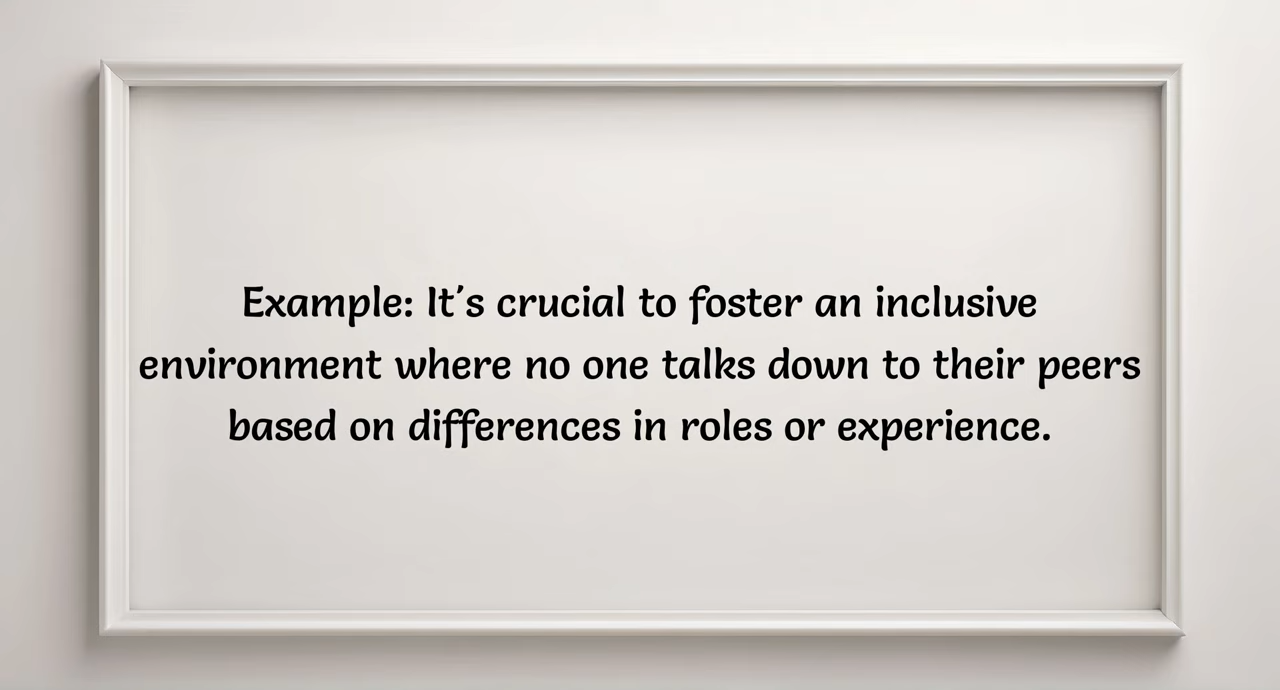 Example: It's crucial to foster an inclusive
environment where no one talks down to their peers
based on differences in roles or experience.